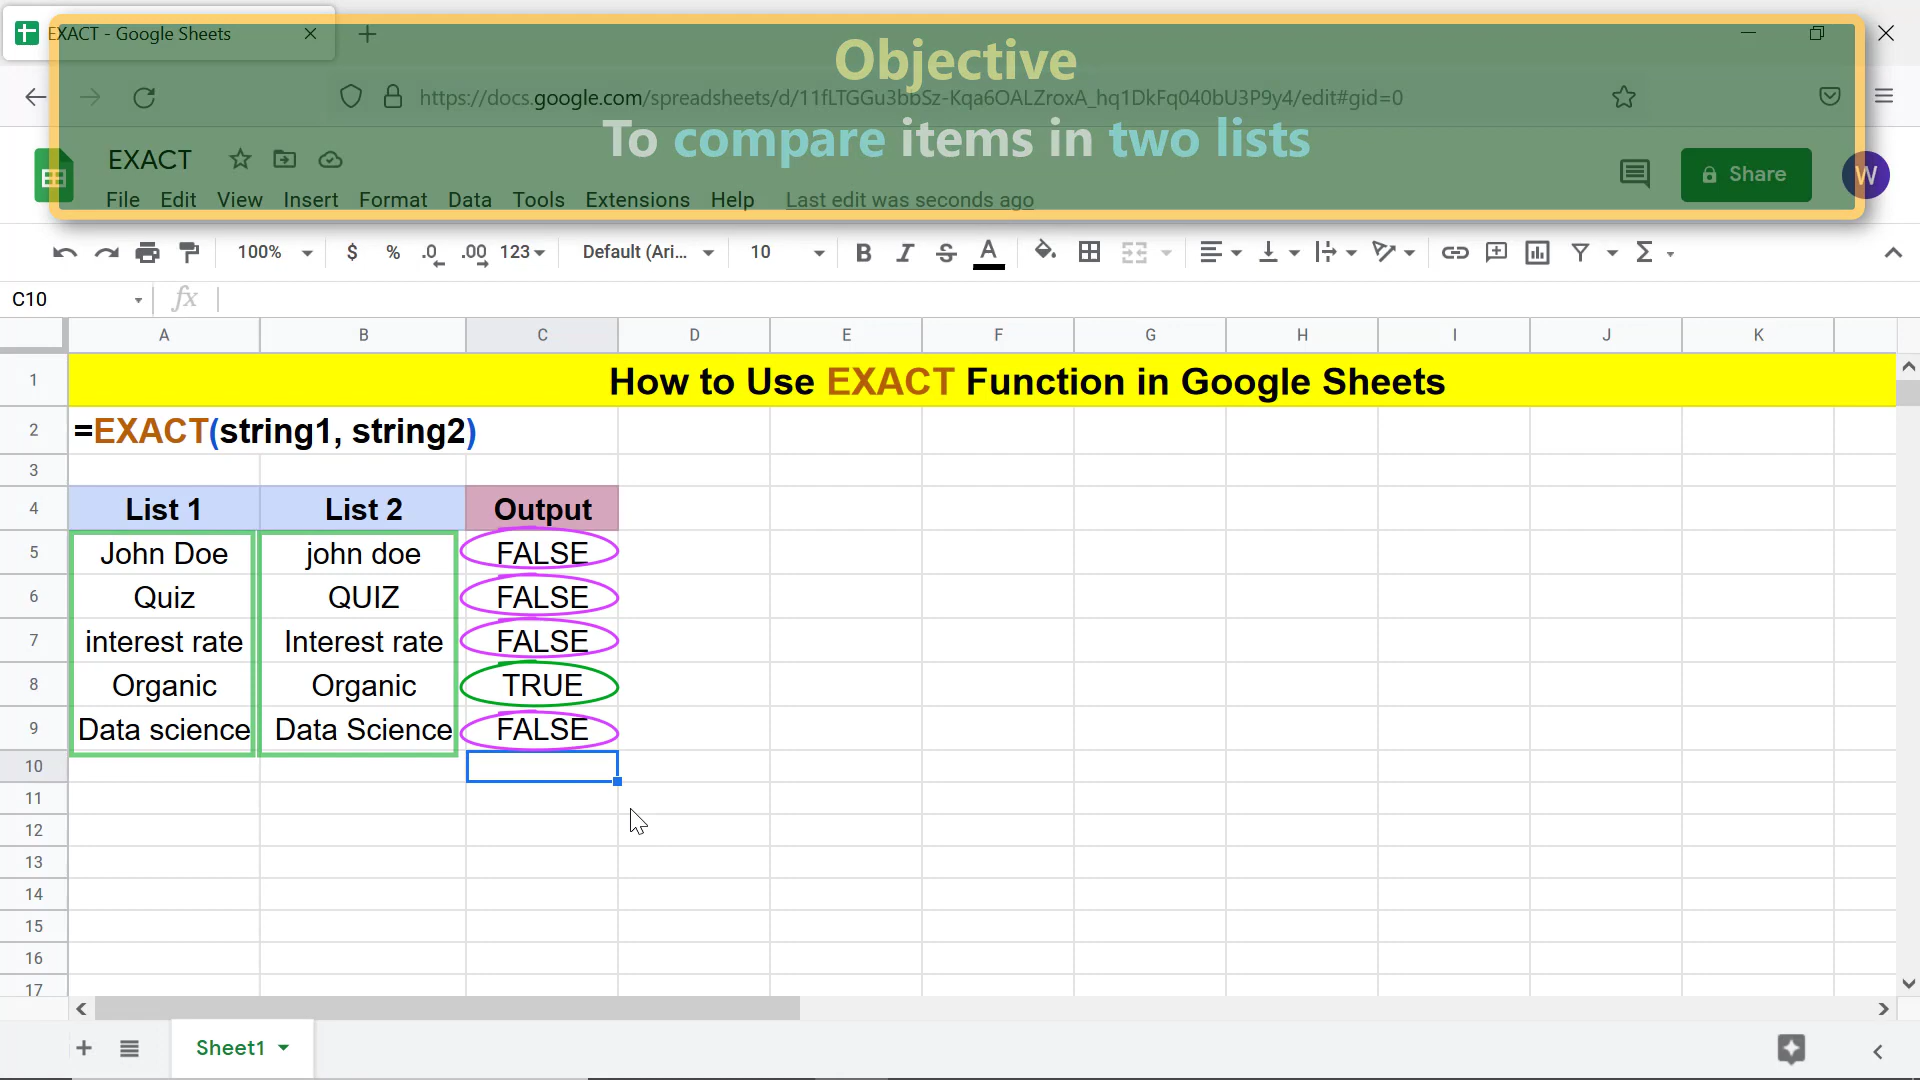 EXACT - Google Sheets
Objective
https://docs.google.com/spreadsheets/d/11fLTGGu3bbSz-Kqa6OALZroxA_hq1DkFq040bU3P9y4/edit#gid=0
To compare items in two lists
EXACT
Share
W
File Edit View Insert Format Data Tools Extensions Help Last edit was seconds ago
100% $ % .0 .00 123 Default (Ari... 10 B I S A
C10 fx
A B C D E F G H I J K
1 How to Use EXACT Function in Google Sheets
2 =EXACT(string1, string2)
3
4 List 1 List 2 Output
5 John Doe john doe FALSE
6 Quiz QUIZ FALSE
7 interest rate Interest rate FALSE
8 Organic Organic TRUE
9 Data science Data Science FALSE
10
11
12
13
14
15
16
17
Sheet1